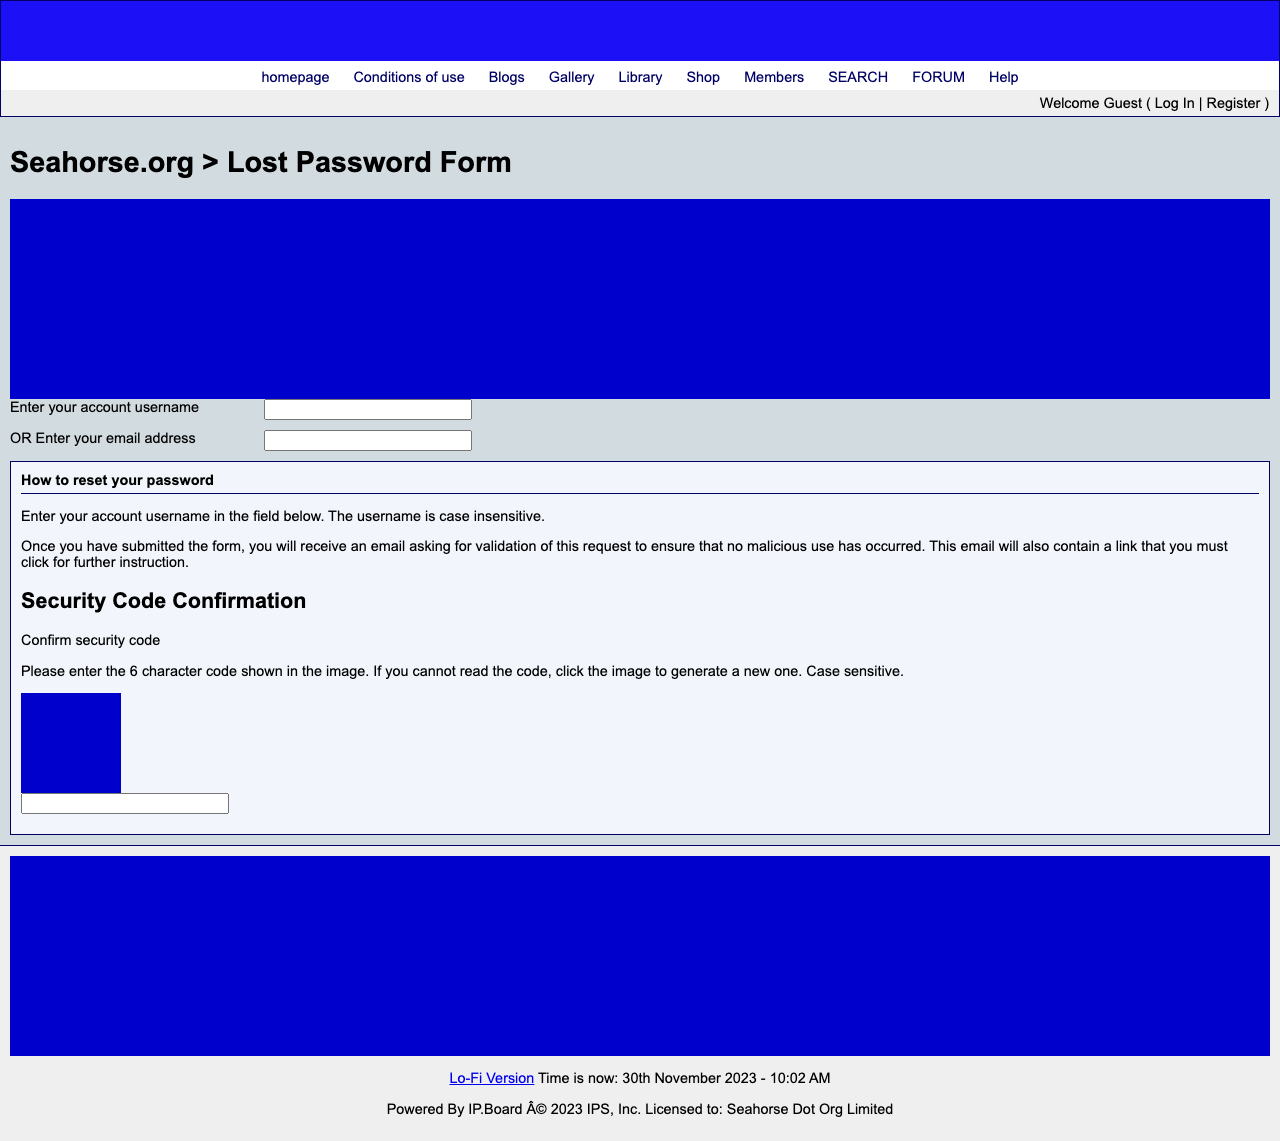 homepage Conditions of use Blogs Gallery Library Shop Members SEARCH FORUM Help
Welcome Guest ( Log In | Register )
Seahorse.org > Lost Password Form
Enter your account username
OR Enter your email address
How to reset your password
Enter your account username in the field below. The username is case insensitive.
Once you have submitted the form, you will receive an email asking for validation of this request to ensure that no malicious use has occurred. This email will also contain a link that you must
click for further instruction.
Security Code Confirmation
Confirm security code
Please enter the 6 character code shown in the image. If you cannot read the code, click the image to generate a new one. Case sensitive.
Lo-Fi Version Time is now: 30th November 2023 - 10:02 AM
Powered By IP.Board Â© 2023 IPS, Inc. Licensed to: Seahorse Dot Org Limited